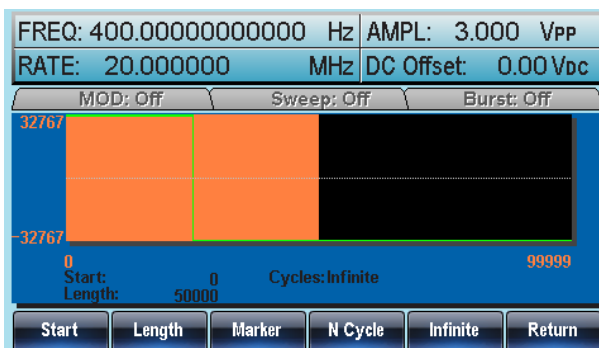 FREQ: 400.00000000000 Hz AMPL: 3.000 VPP
RATE: 20.000000 MHz DC Offset: 0.00 VDC
MOD: Off Sweep: Off Burst: Off
32767
-32767
0 99999
Start: 0 Cycles:Infinite
Length: 50000
Start Length Marker N Cycle Infinite Return